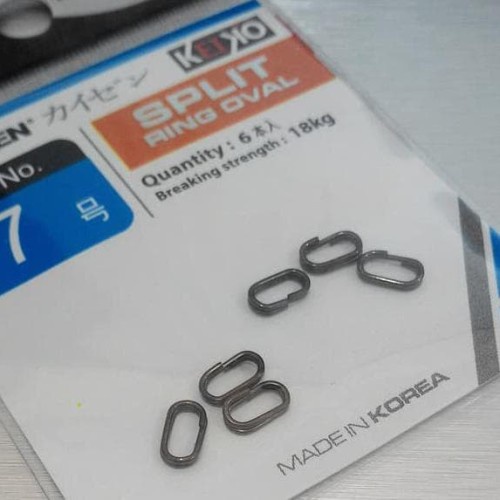 KEIKO
EN® カイゼン
SPLIT
RING OVAL
No.
7 号
Quantity : 6 本入
Breaking strength : 18kg
MADE IN KOREA